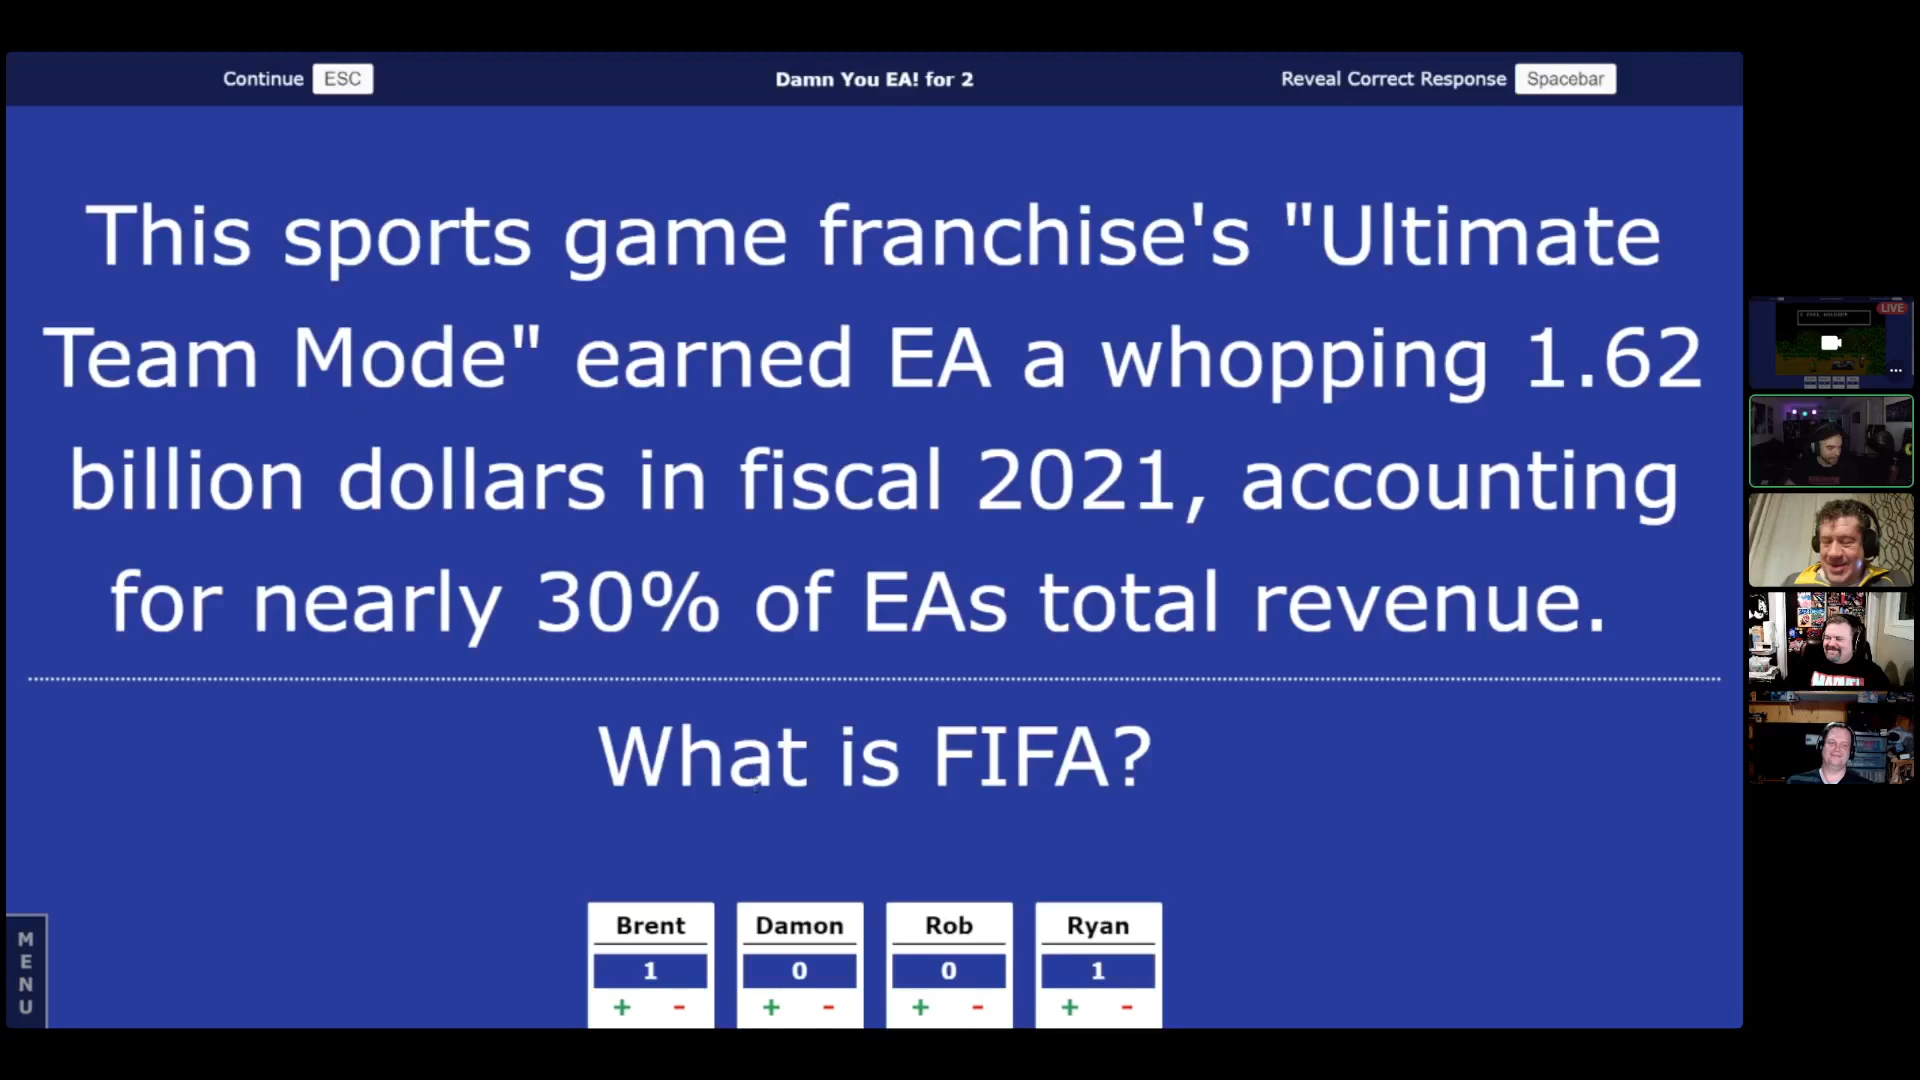 Continue ESC
Damn You EA! for 2
Reveal Correct Response Spacebar
This sports game franchise's "Ultimate
Team Mode" earned EA a whopping 1.62
billion dollars in fiscal 2021, accounting
for nearly 30% of EAs total revenue.
What is FIFA?
MENU
Brent Damon Rob Ryan
1 0 0 1
+ - + - + - + -
LIVE
MARVEL